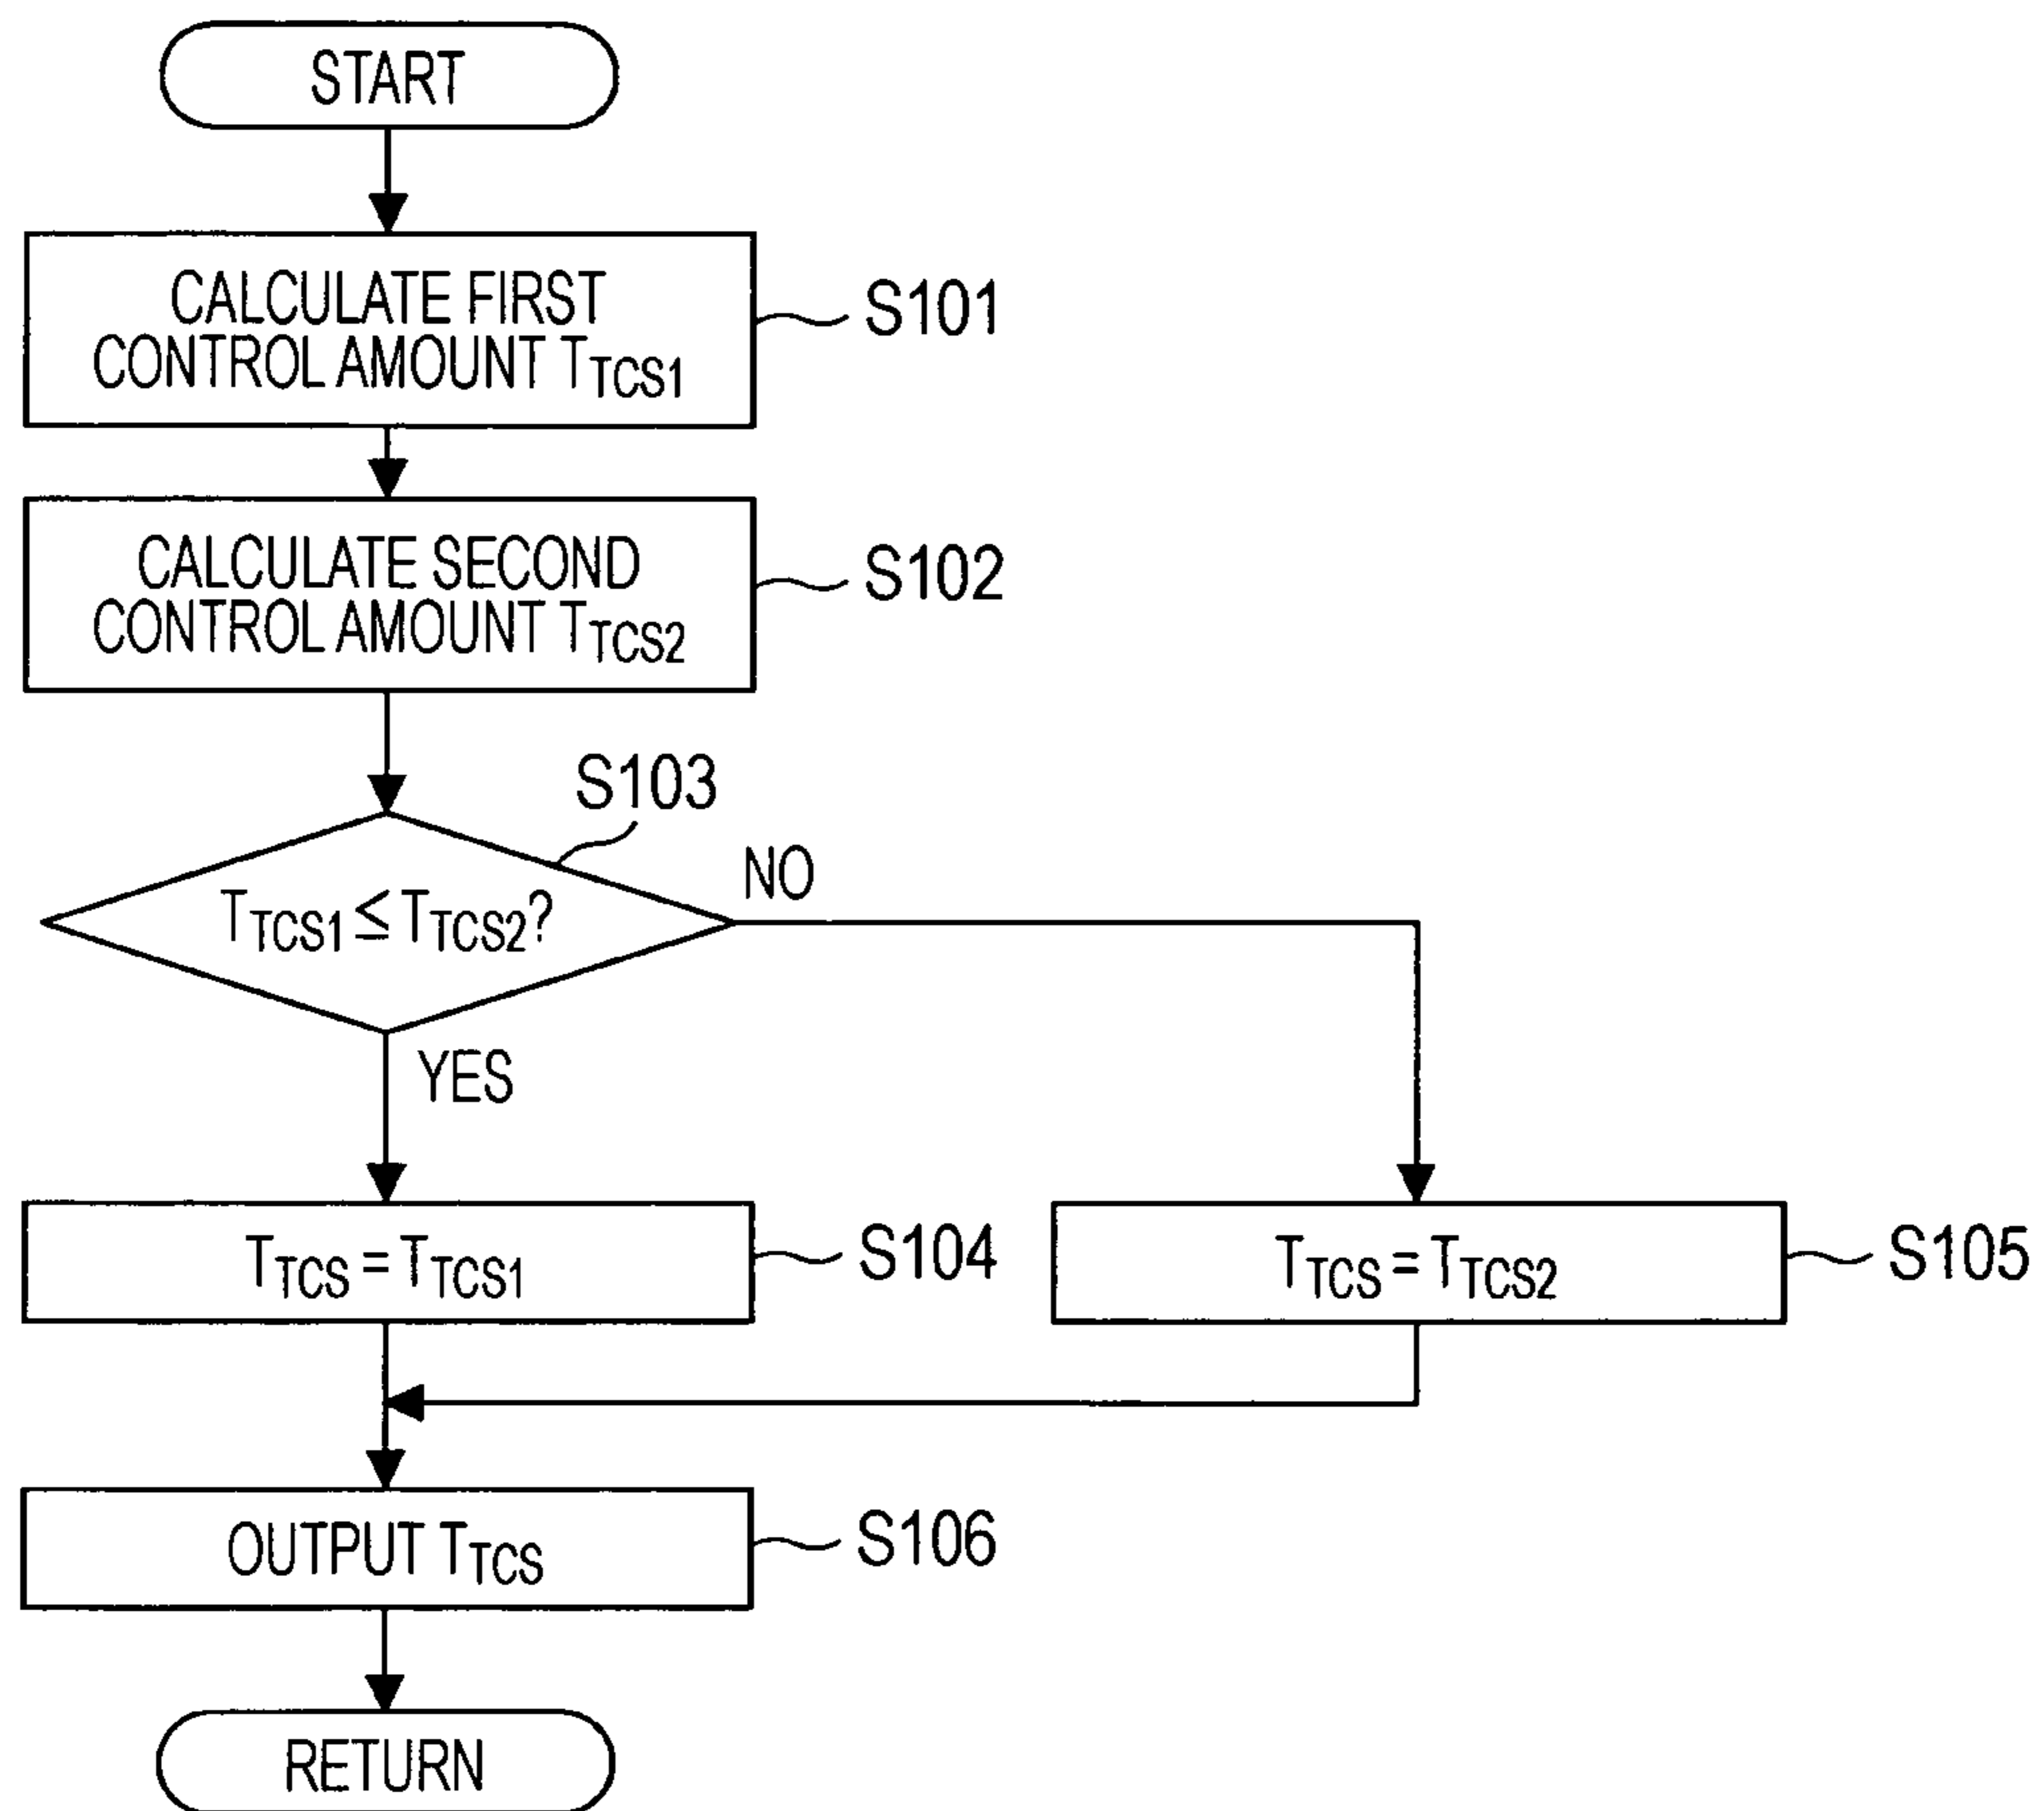 START
CALCULATE FIRST
CONTROL AMOUNT TTCS1
S101
CALCULATE SECOND
CONTROL AMOUNT TTCS2
S102
S103
TTCS1 ≤ TTCS2?
NO
YES
TTCS = TTCS1
S104
TTCS = TTCS2
S105
OUTPUT TTCS
S106
RETURN